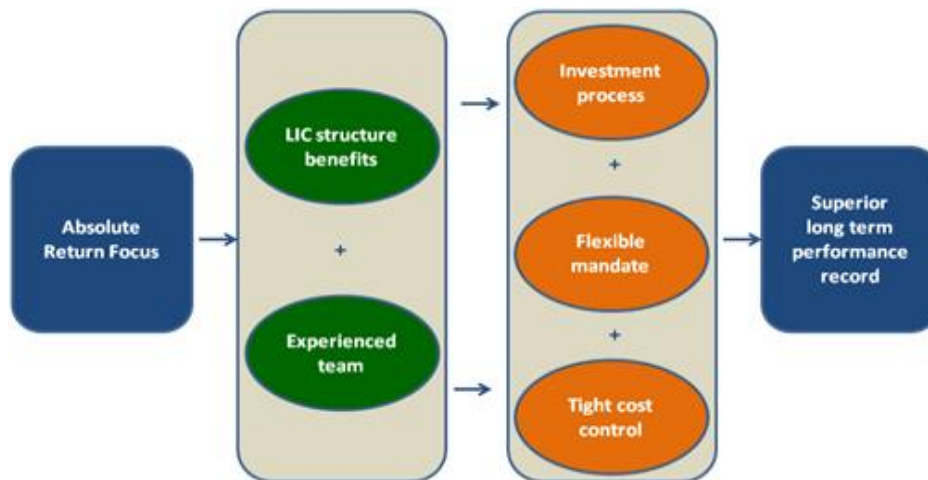 Absolute
Return Focus
LIC structure
benefits
+
Experienced
team
Investment
process
+
Flexible
mandate
+
Tight cost
control
Superior
long term
performance
record